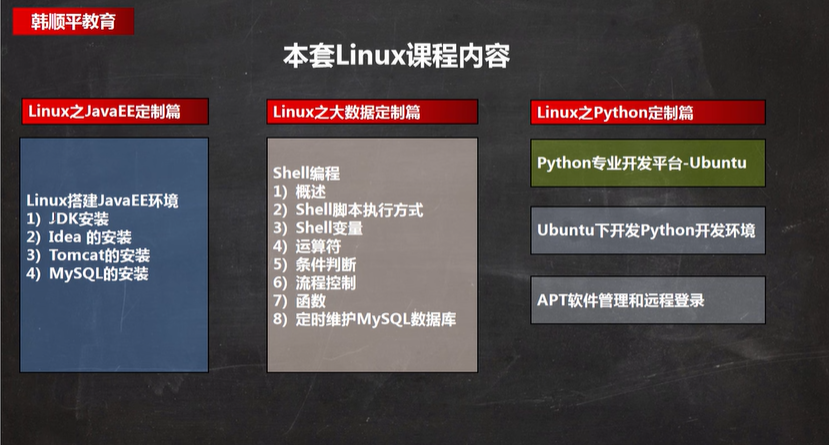 韩顺平教育
本套Linux课程内容
Linux之JavaEE定制篇
Linux搭建JavaEE环境
1) JDK安装
2) Idea 的安装
3) Tomcat的安装
4) MySQL的安装
Linux之大数据定制篇
Shell编程
1) 概述
2) Shell脚本执行方式
3) Shell变量
4) 运算符
5) 条件判断
6) 流程控制
7) 函数
8) 定时维护MySQL数据库
Linux之Python定制篇
Python专业开发平台-Ubuntu
Ubuntu下开发Python开发环境
APT软件管理和远程登录